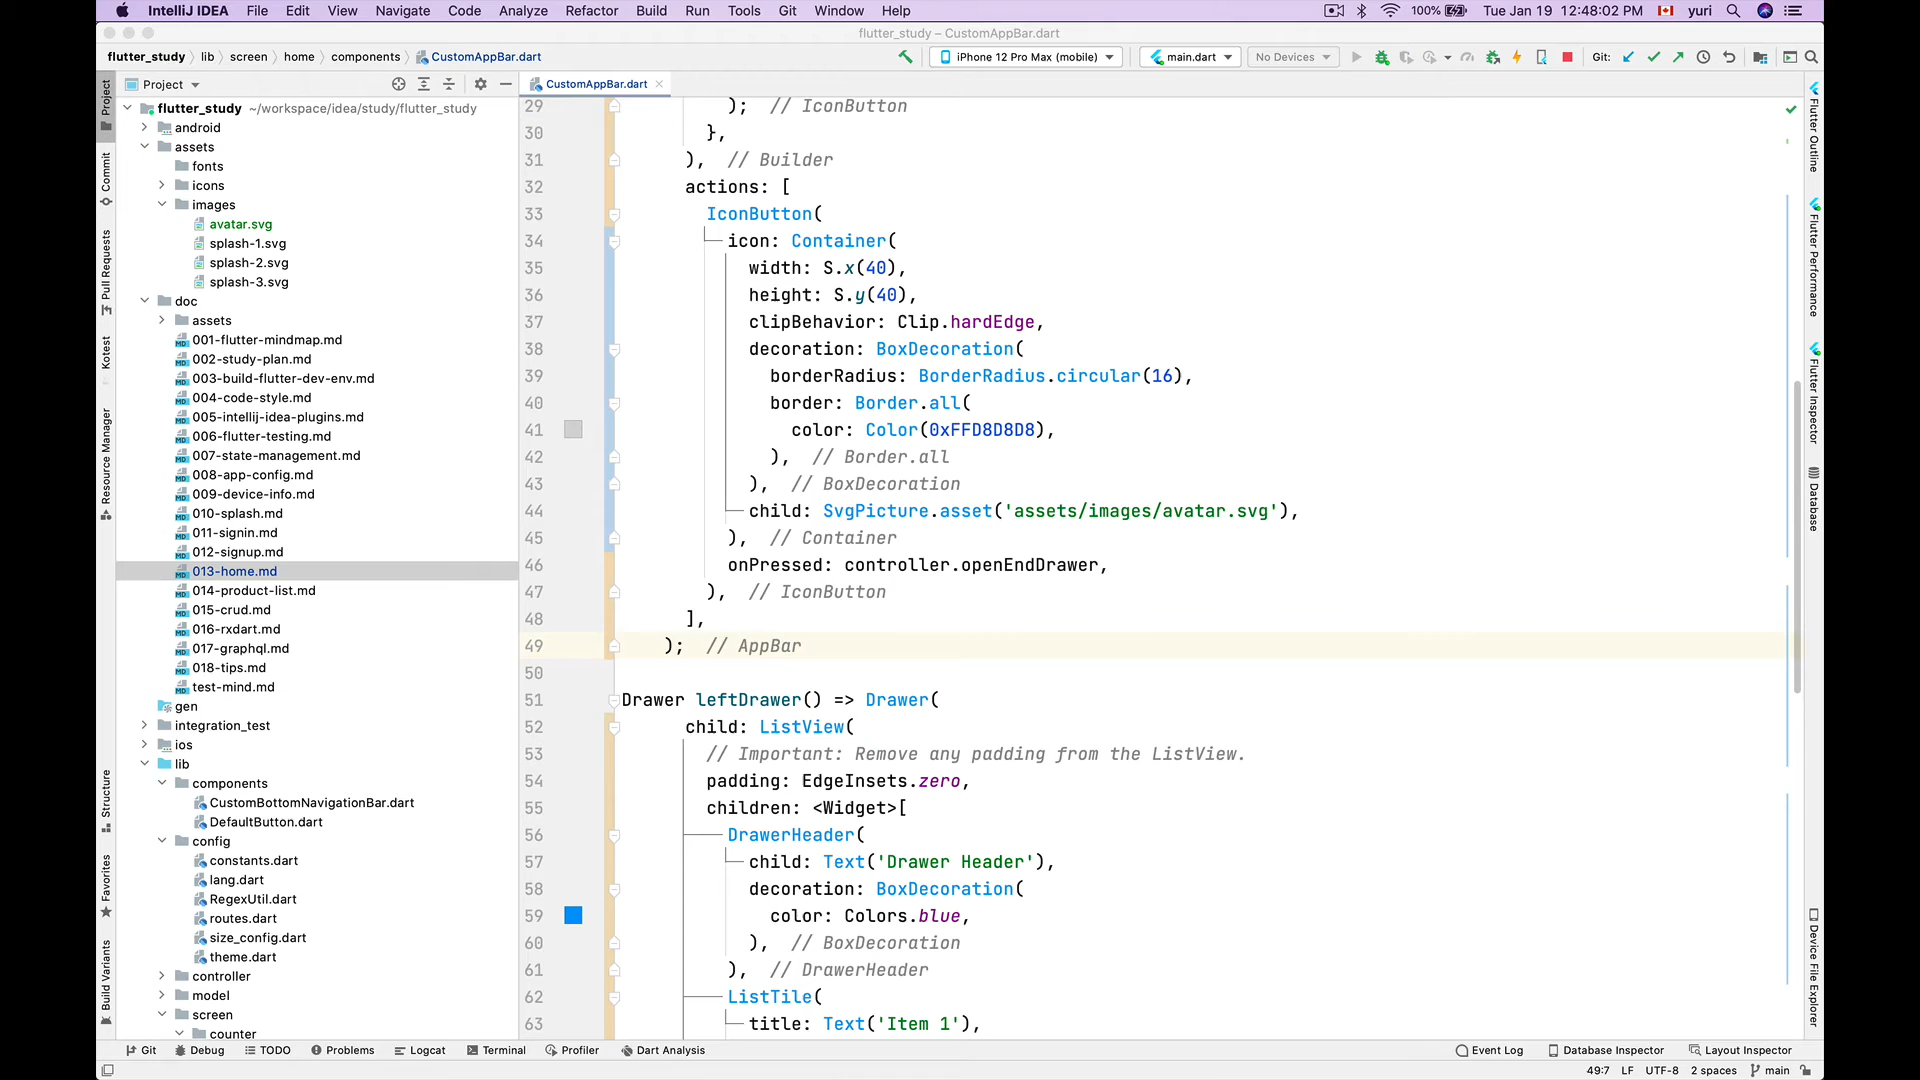 IntelliJ IDEA File Edit View Navigate Code Analyze Refactor Build Run Tools Git Window Help 100% Tue Jan 19 12:48:02 PM yuri
flutter_study – CustomAppBar.dart
flutter_study lib screen home components CustomAppBar.dart iPhone 12 Pro Max (mobile) main.dart No Devices Git:
Project
CustomAppBar.dart
flutter_study ~/workspace/idea/study/flutter_study
android
assets
fonts
icons
images
avatar.svg
splash-1.svg
splash-2.svg
splash-3.svg
doc
assets
001-flutter-mindmap.md
002-study-plan.md
003-build-flutter-dev-env.md
004-code-style.md
005-intellij-idea-plugins.md
006-flutter-testing.md
007-state-management.md
008-app-config.md
009-device-info.md
010-splash.md
011-signin.md
012-signup.md
013-home.md
014-product-list.md
015-crud.md
016-rxdart.md
017-graphql.md
018-tips.md
test-mind.md
gen
integration_test
ios
lib
components
CustomBottomNavigationBar.dart
DefaultButton.dart
config
constants.dart
lang.dart
RegexUtil.dart
routes.dart
size_config.dart
theme.dart
controller
model
screen
counter
29 ); // IconButton
30 },
31 ), // Builder
32 actions: [
33 IconButton(
34 icon: Container(
35 width: S.x(40),
36 height: S.y(40),
37 clipBehavior: Clip.hardEdge,
38 decoration: BoxDecoration(
39 borderRadius: BorderRadius.circular(16),
40 border: Border.all(
41 color: Color(0xFFD8D8D8),
42 ), // Border.all
43 ), // BoxDecoration
44 child: SvgPicture.asset('assets/images/avatar.svg'),
45 ), // Container
46 onPressed: controller.openEndDrawer,
47 ), // IconButton
48 ],
49 ); // AppBar
50
51 Drawer leftDrawer() => Drawer(
52 child: ListView(
53 // Important: Remove any padding from the ListView.
54 padding: EdgeInsets.zero,
55 children: <Widget>[
56 DrawerHeader(
57 child: Text('Drawer Header'),
58 decoration: BoxDecoration(
59 color: Colors.blue,
60 ), // BoxDecoration
61 ), // DrawerHeader
62 ListTile(
63 title: Text('Item 1'),
Project
Commit
Pull Requests
Kotest
Resource Manager
Structure
Favorites
Build Variants
Flutter Outline
Flutter Performance
Flutter Inspector
Database
Device File Explorer
Git Debug TODO Problems Logcat Terminal Profiler Dart Analysis Event Log Database Inspector Layout Inspector
49:7 LF UTF-8 2 spaces main